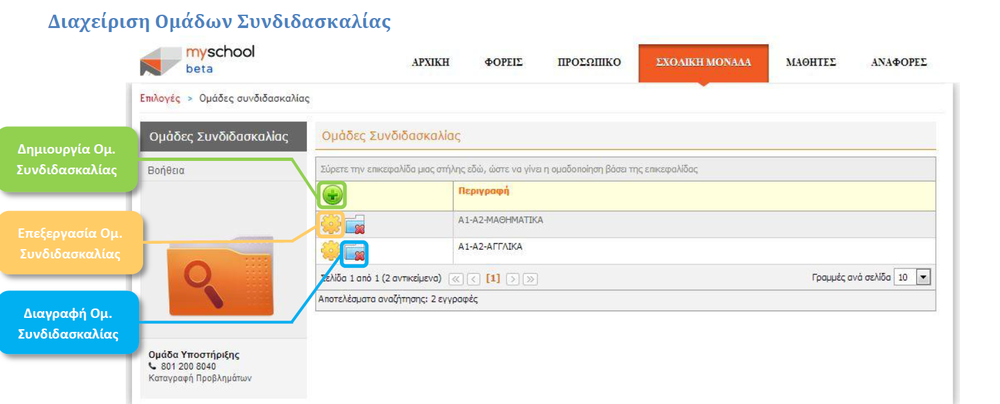 Διαχείριση Ομάδων Συνδιδασκαλίας
myschool
beta
ΑΡΧΙΚΗ ΦΟΡΕΙΣ ΠΡΟΣΩΠΙΚΟ ΣΧΟΛΙΚΗ ΜΟΝΑΔΑ ΜΑΘΗΤΕΣ ΑΝΑΦΟΡΕΣ
Επιλογές > Ομάδες συνδιδασκαλίας
Ομάδες Συνδιδασκαλίας
Βοήθεια
Ομάδες Συνδιδασκαλίας
Σύρετε την επικεφαλίδα μιας στήλης εδώ, ώστε να γίνει η ομαδοποίηση βάσει της επικεφαλίδας
Περιγραφή
Α1-Α2-ΜΑΘΗΜΑΤΙΚΑ
Α1-Α2-ΑΓΓΛΙΚΑ
Σελίδα 1 από 1 (2 αντικείμενα) [1] Γραμμές ανά σελίδα 10
Αποτελέσματα αναζήτησης: 2 εγγραφές
Δημιουργία Ομ.
Συνδιδασκαλίας
Επεξεργασία Ομ.
Συνδιδασκαλίας
Διαγραφή Ομ.
Συνδιδασκαλίας
Ομάδα Υποστήριξης
801 200 8040
Καταγραφή Προβλημάτων